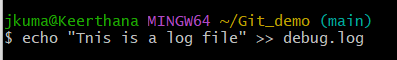 jkuma@Keerthana MINGW64 ~/Git_demo (main)
$ echo "Tnis is a log file" >> debug.log